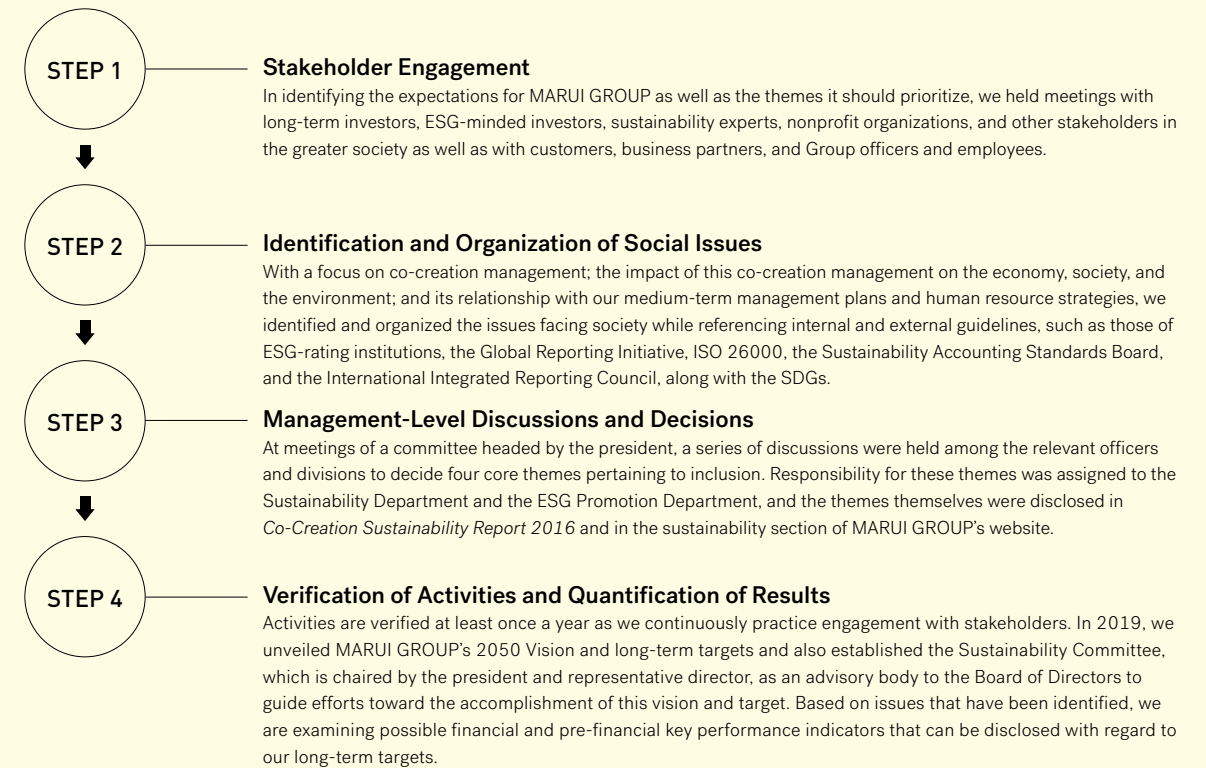 STEP 1
Stakeholder Engagement
In identifying the expectations for MARUI GROUP as well as the themes it should prioritize, we held meetings with
long-term investors, ESG-minded investors, sustainability experts, nonprofit organizations, and other stakeholders in
the greater society as well as with customers, business partners, and Group officers and employees.
STEP 2
Identification and Organization of Social Issues
With a focus on co-creation management; the impact of this co-creation management on the economy, society, and
the environment; and its relationship with our medium-term management plans and human resource strategies, we
identified and organized the issues facing society while referencing internal and external guidelines, such as those of
ESG-rating institutions, the Global Reporting Initiative, ISO 26000, the Sustainability Accounting Standards Board,
and the International Integrated Reporting Council, along with the SDGs.
STEP 3
Management-Level Discussions and Decisions
At meetings of a committee headed by the president, a series of discussions were held among the relevant officers
and divisions to decide four core themes pertaining to inclusion. Responsibility for these themes was assigned to the
Sustainability Department and the ESG Promotion Department, and the themes themselves were disclosed in
Co-Creation Sustainability Report 2016 and in the sustainability section of MARUI GROUP's website.
STEP 4
Verification of Activities and Quantification of Results
Activities are verified at least once a year as we continuously practice engagement with stakeholders. In 2019, we
unveiled MARUI GROUP's 2050 Vision and long-term targets and also established the Sustainability Committee,
which is chaired by the president and representative director, as an advisory body to the Board of Directors to
guide efforts toward the accomplishment of this vision and target. Based on issues that have been identified, we
are examining possible financial and pre-financial key performance indicators that can be disclosed with regard to
our long-term targets.